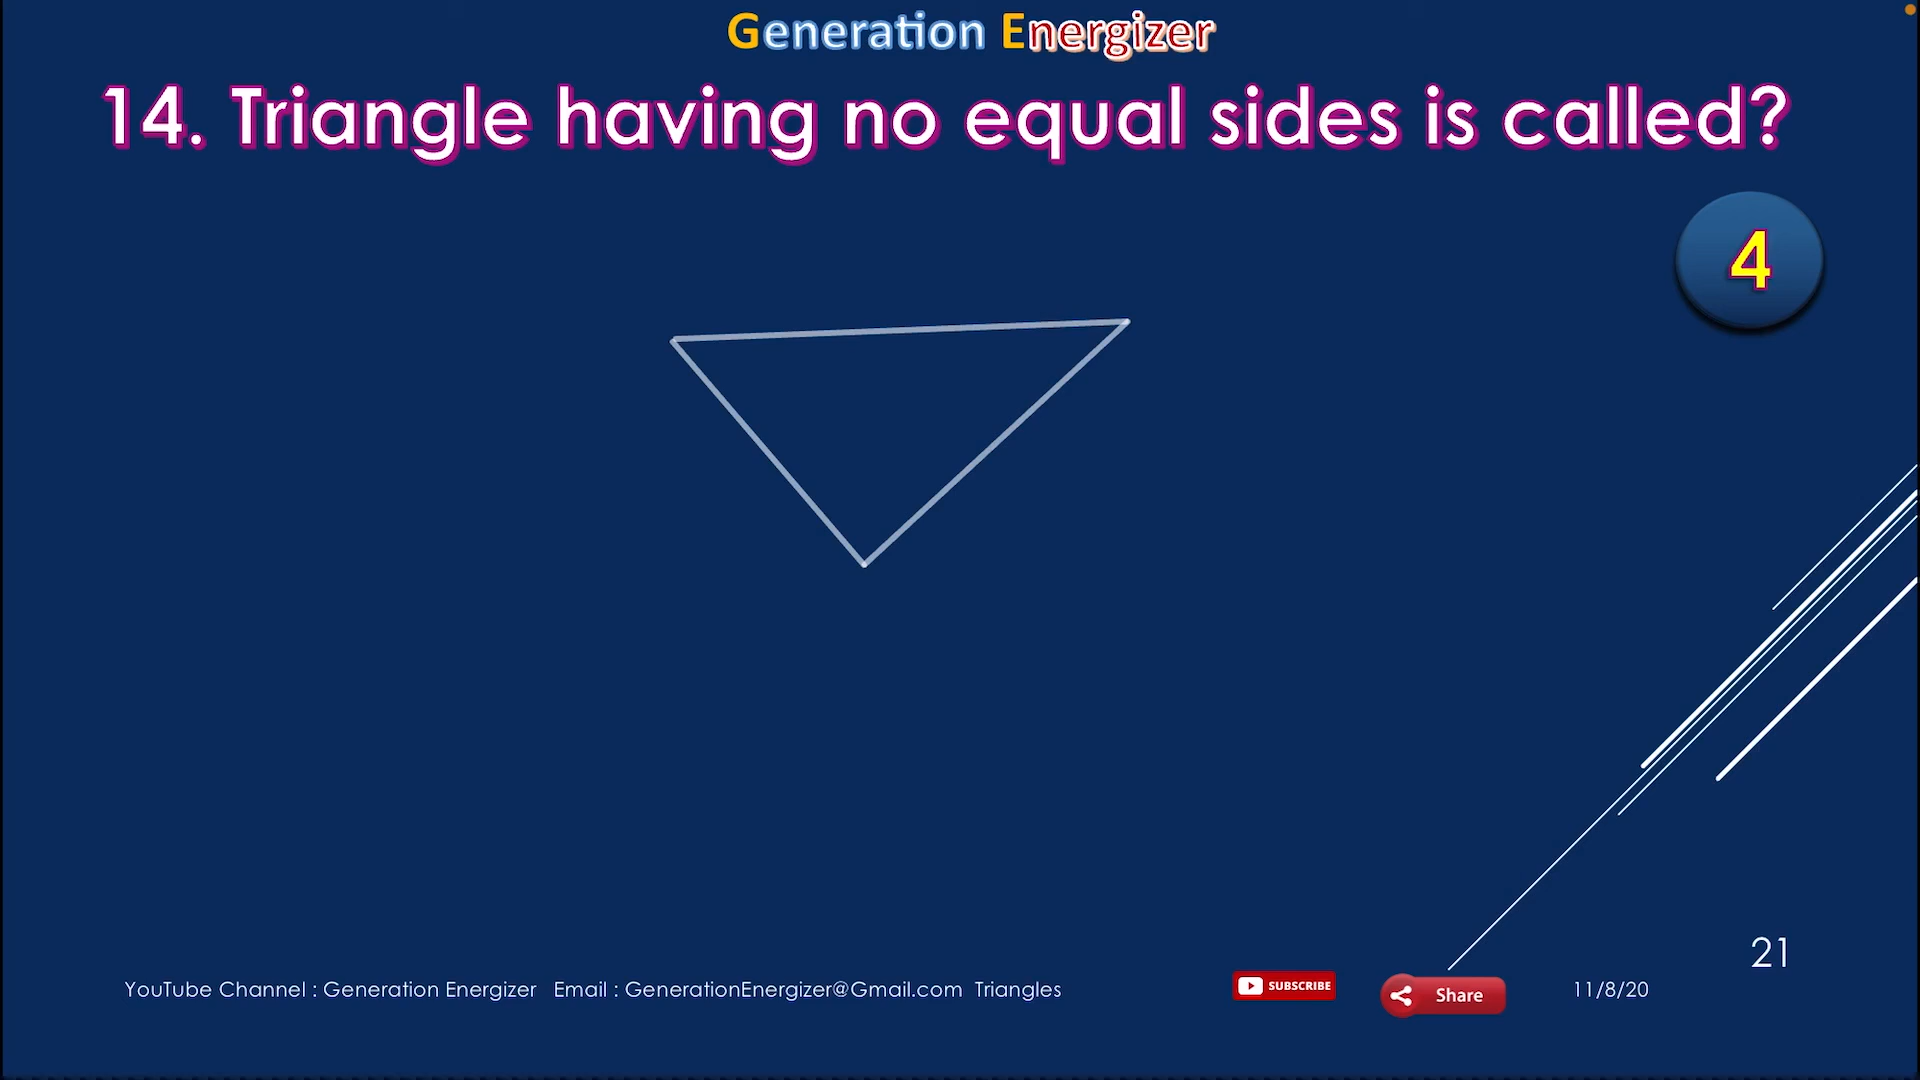 Generation Energizer
14. Triangle having no equal sides is called?
4
21
YouTube Channel : Generation Energizer Email : GenerationEnergizer@Gmail.com Triangles
SUBSCRIBE
Share
11/8/20